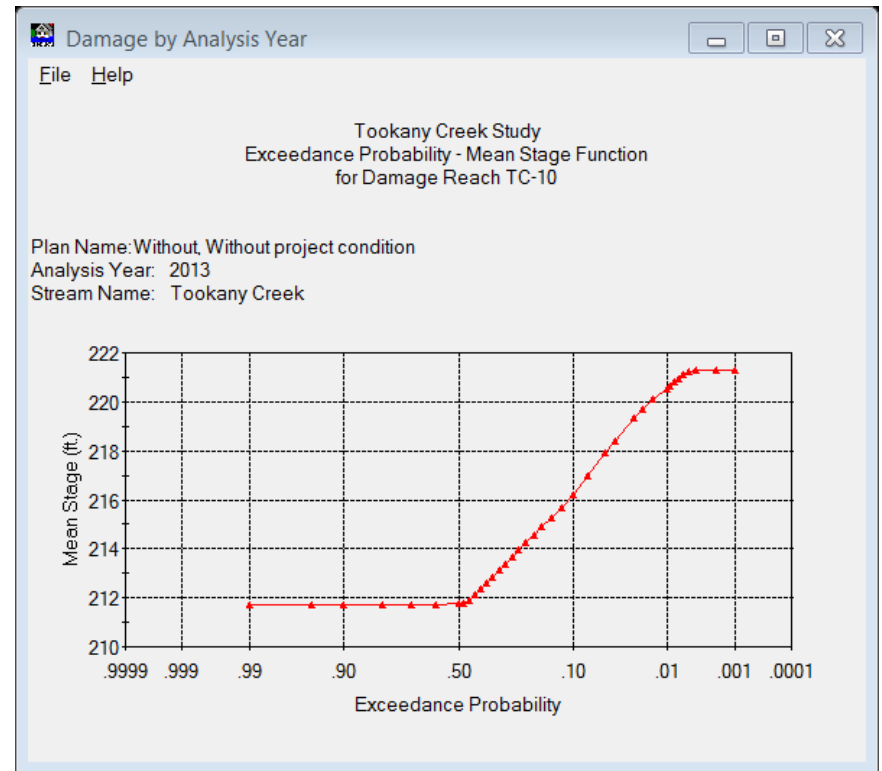 Damage by Analysis Year
File Help
Tookany Creek Study
Exceedance Probability - Mean Stage Function
for Damage Reach TC-10
Plan Name:Without, Without project condition
Analysis Year: 2013
Stream Name: Tookany Creek
222
220
218
216
214
212
210
Mean Stage (ft.)
.9999 .999 .99 .90 .50 .10 .01 .001 .0001
Exceedance Probability